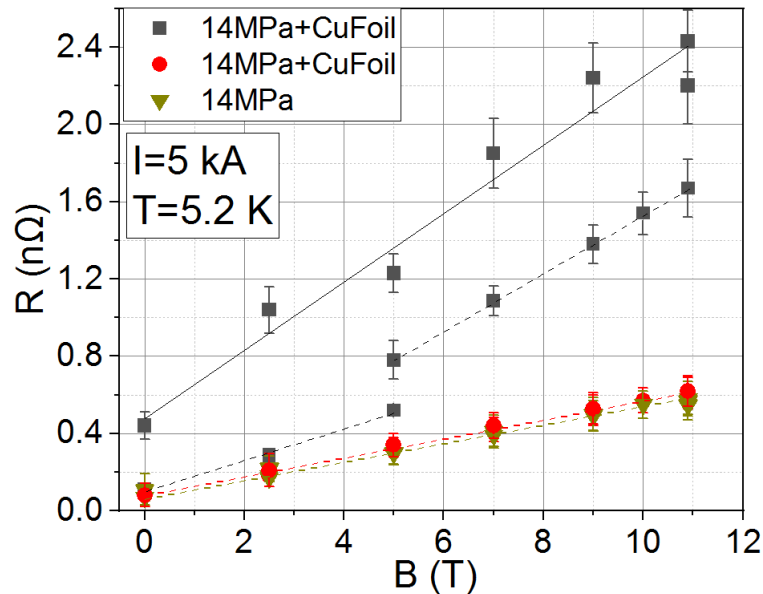 14MPa+CuFoil
14MPa+CuFoil
14MPa
I=5 kA
T=5.2 K
R (nΩ)
2.4
2.0
1.6
1.2
0.8
0.4
0.0
0 2 4 6 8 10 12
B (T)